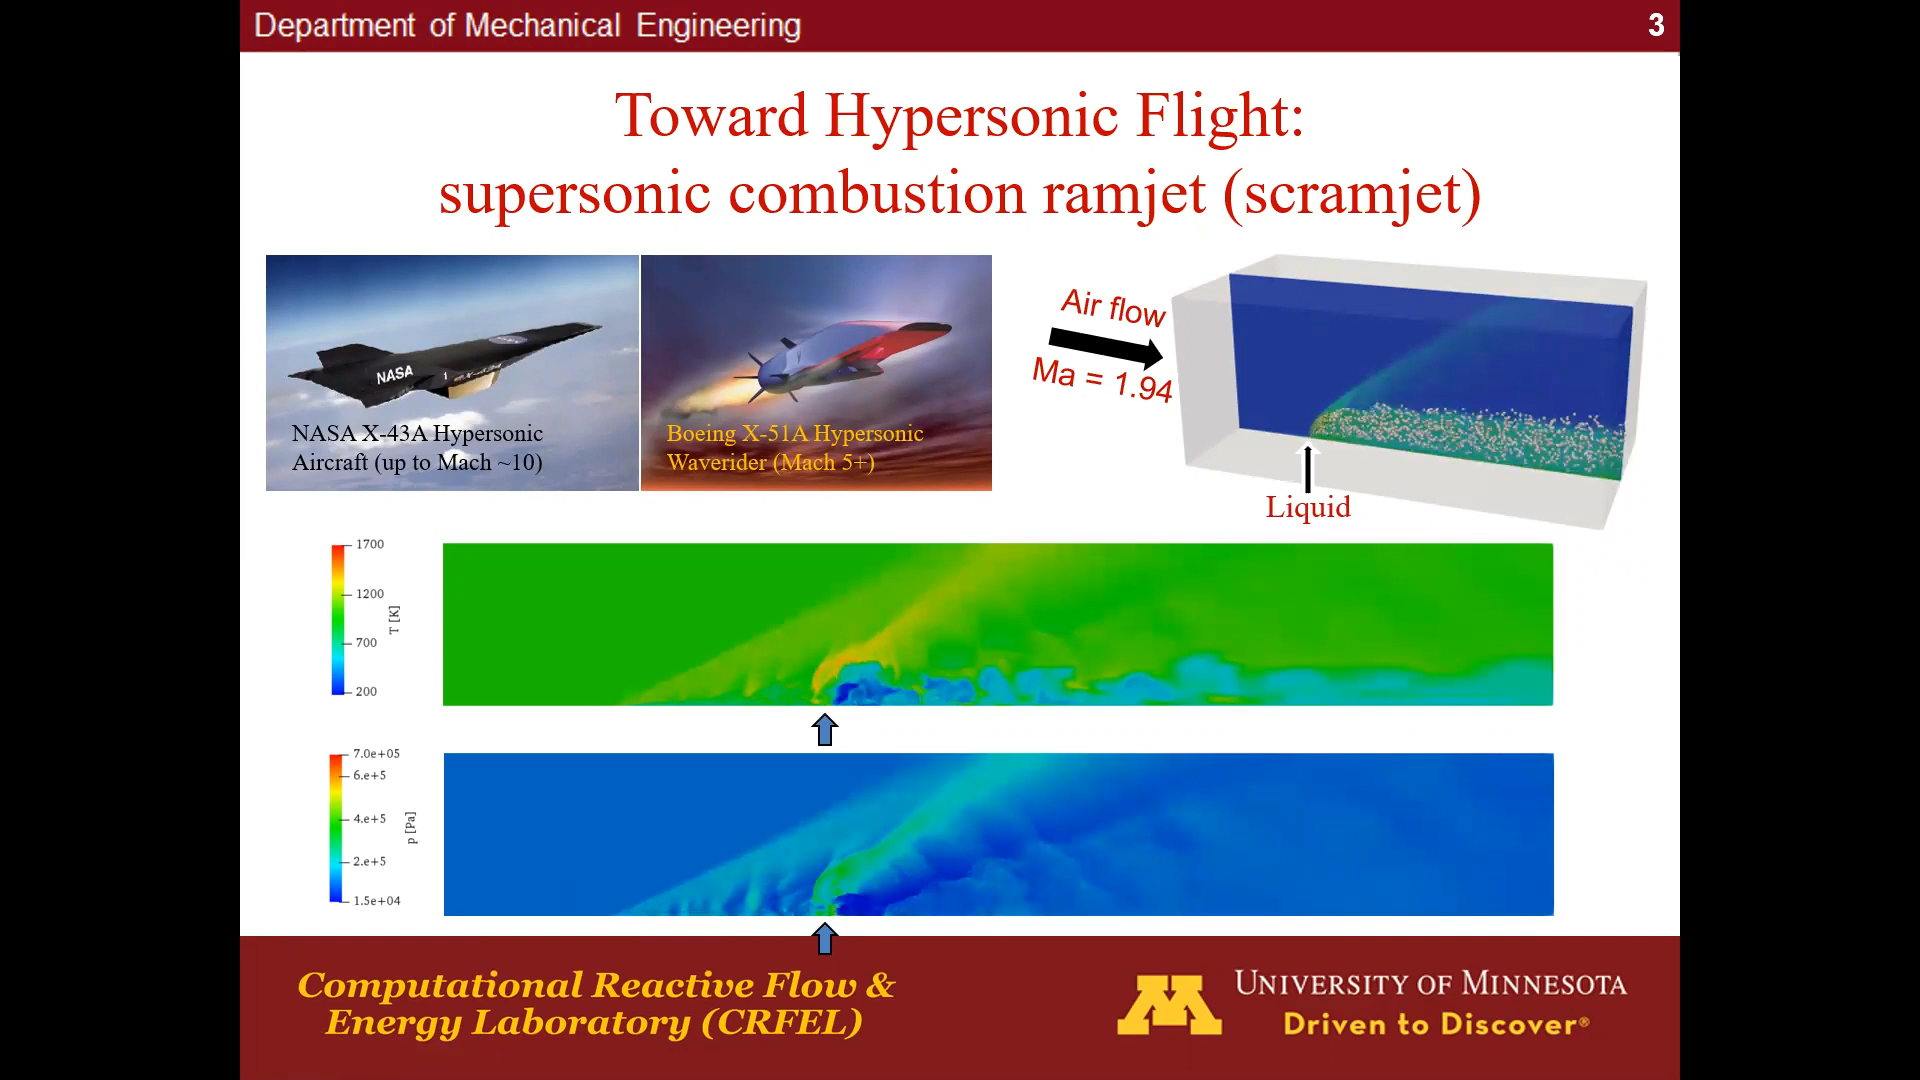 Department of Mechanical Engineering
3
Toward Hypersonic Flight:
supersonic combustion ramjet (scramjet)
NASA
NASA X-43A Hypersonic
Aircraft (up to Mach ~10)
Boeing X-51A Hypersonic
Waverider (Mach 5+)
Air flow
Ma = 1.94
Liquid
1700
1200
700
200
T [K]
7.0e+05
6.e+5
4.e+5
2.e+5
1.5e+04
p [Pa]
Computational Reactive Flow &
Energy Laboratory (CRFEL)
M
UNIVERSITY OF MINNESOTA
Driven to Discover®